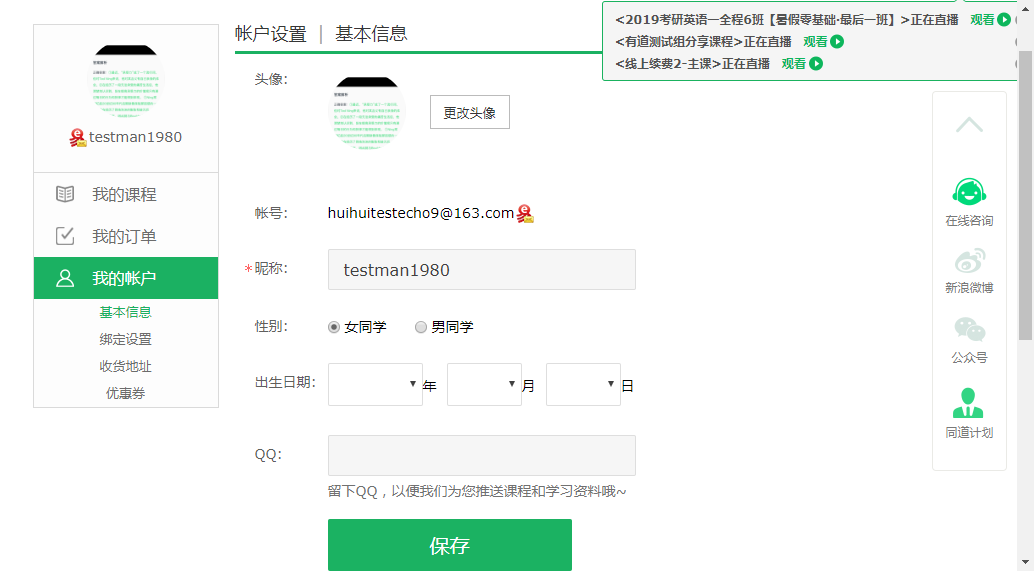 帐户设置 | 基本信息
<2019考研英语一全程6班【暑假零基础·最后一班】>正在直播 观看
<有道测试组分享课程>正在直播 观看
<线上续费2-主课>正在直播 观看
testman1980
我的课程
我的订单
我的帐户
基本信息
绑定设置
收货地址
优惠券
头像：
更改头像
帐号： huihuitestecho9@163.com
*昵称： testman1980
性别： 女同学 男同学
出生日期： 年 月 日
QQ：
留下QQ，以便我们为您推送课程和学习资料哦~
保存
在线咨询
新浪微博
公众号
同道计划